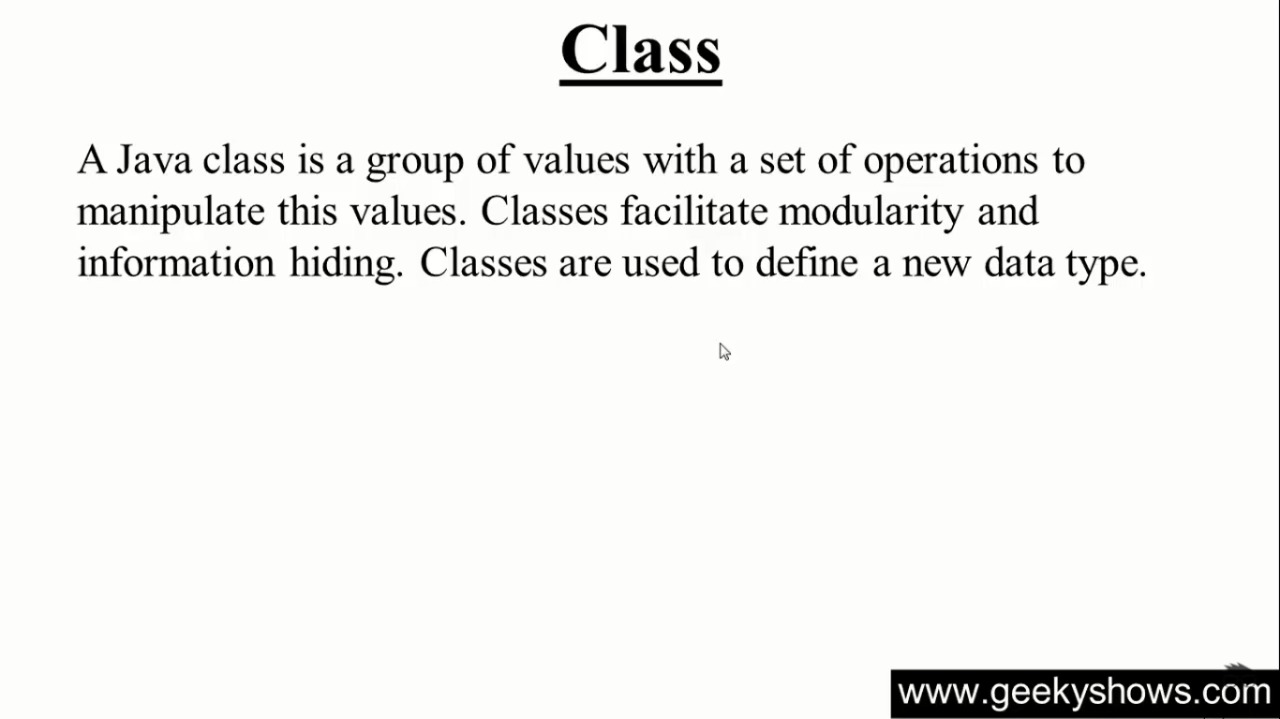 Class
A Java class is a group of values with a set of operations to
manipulate this values. Classes facilitate modularity and
information hiding. Classes are used to define a new data type.
www.geekyshows.com